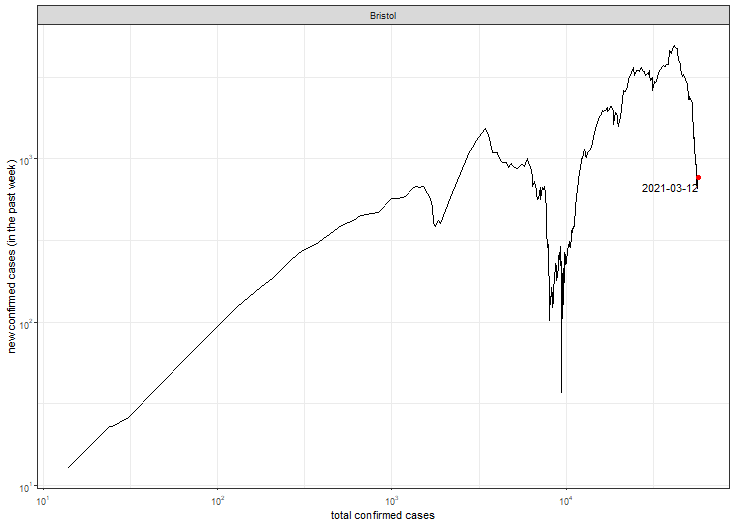 Bristol
new confirmed cases (in the past week)
10³
10²
10¹
2021-03-12
10¹
10²
10³
10⁴
total confirmed cases